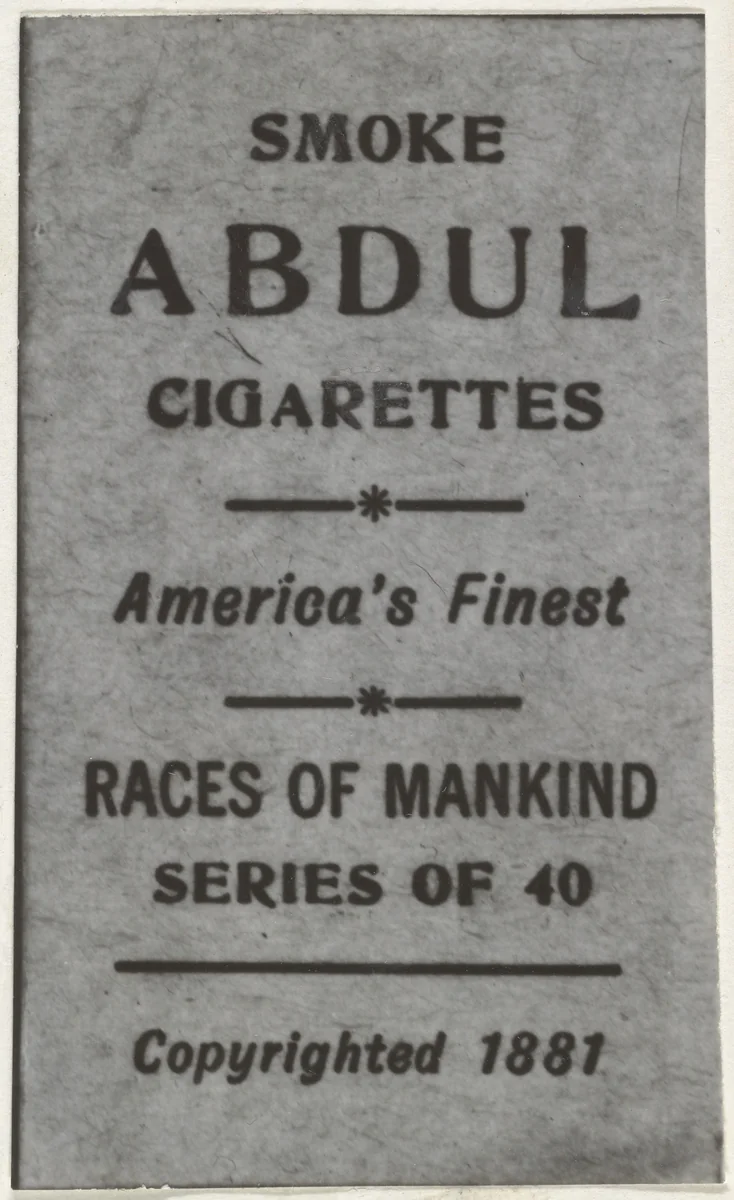 SMOKE
ABDUL
CIGARETTES
America's Finest
RACES OF MANKIND
SERIES OF 40
Copyrighted 1881